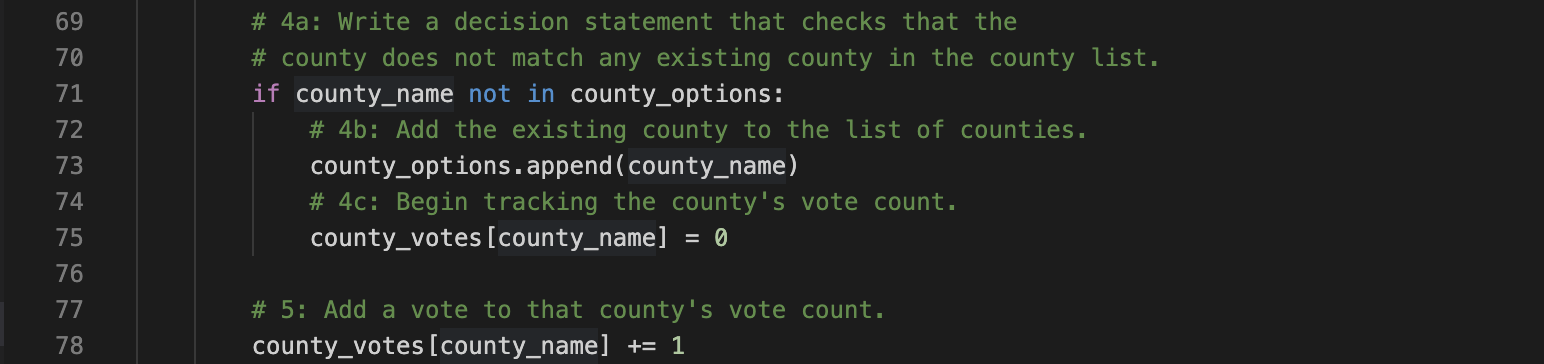 69 # 4a: Write a decision statement that checks that the
70 # county does not match any existing county in the county list.
71 if county_name not in county_options:
72 # 4b: Add the existing county to the list of counties.
73 county_options.append(county_name)
74 # 4c: Begin tracking the county's vote count.
75 county_votes[county_name] = 0
76
77 # 5: Add a vote to that county's vote count.
78 county_votes[county_name] += 1